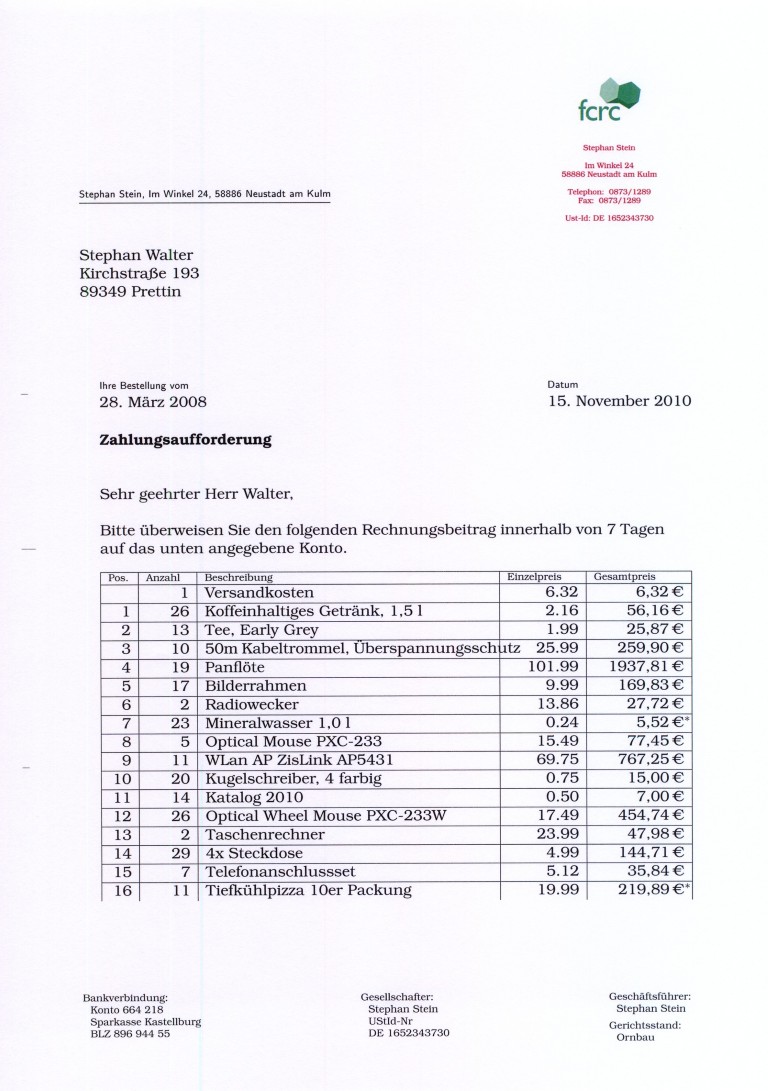 fcrc
Stephan Stein
Im Winkel 24
58886 Neustadt am Kulm
Telephon: 0873/1289
Fax: 0873/1289
Ust-Id: DE 1652343730
Stephan Stein, Im Winkel 24, 58886 Neustadt am Kulm
Stephan Walter
Kirchstraße 193
89349 Prettin
Ihre Bestellung vom Datum
28. März 2008 15. November 2010
Zahlungsaufforderung
Sehr geehrter Herr Walter,
Bitte überweisen Sie den folgenden Rechnungsbeitrag innerhalb von 7 Tagen
auf das unten angegebene Konto.
Pos. Anzahl Beschreibung Einzelpreis Gesamtpreis
1 Versandkosten 6.32 6,32 €
1 26 Koffeinhaltiges Getränk, 1,5 l 2.16 56,16 €
2 13 Tee, Early Grey 1.99 25,87 €
3 10 50m Kabeltrommel, Überspannungsschutz 25.99 259,90 €
4 19 Panflöte 101.99 1937,81 €
5 17 Bilderrahmen 9.99 169,83 €
6 2 Radiowecker 13.86 27,72 €
7 23 Mineralwasser 1,0 l 0.24 5,52 €*
8 5 Optical Mouse PXC-233 15.49 77,45 €
9 11 WLan AP ZisLink AP5431 69.75 767,25 €
10 20 Kugelschreiber, 4 farbig 0.75 15,00 €
11 14 Katalog 2010 0.50 7,00 €
12 26 Optical Wheel Mouse PXC-233W 17.49 454,74 €
13 2 Taschenrechner 23.99 47,98 €
14 29 4x Steckdose 4.99 144,71 €
15 7 Telefonanschlussset 5.12 35,84 €
16 11 Tiefkühlpizza 10er Packung 19.99 219,89 €*
Bankverbindung:
Konto 664 218
Sparkasse Kastellburg
BLZ 896 944 55
Gesellschafter:
Stephan Stein
UStId-Nr
DE 1652343730
Geschäftsführer:
Stephan Stein
Gerichtsstand:
Ornbau